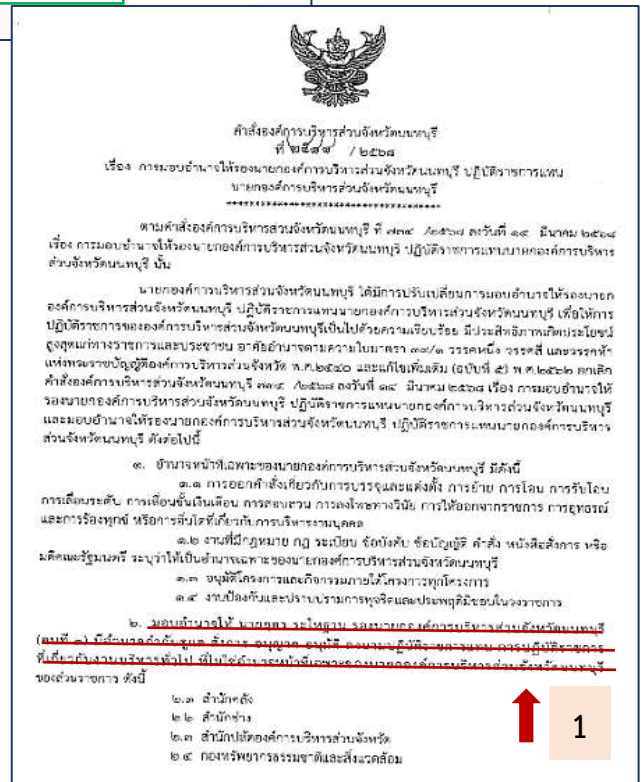 คำสั่งองค์การบริหารส่วนจังหวัดนนทบุรี
ที่ / ๒๕๖๘
เรื่อง การมอบอำนาจให้รองนายกองค์การบริหารส่วนจังหวัดนนทบุรี ปฏิบัติราชการแทน
นายกองค์การบริหารส่วนจังหวัดนนทบุรี
ตามคำสั่งองค์การบริหารส่วนจังหวัดนนทบุรี ที่ ๗๓๔ /๒๕๖๘ ลงวันที่ ๑๔ มีนาคม ๒๕๖๘
เรื่อง การมอบอำนาจให้รองนายกองค์การบริหารส่วนจังหวัดนนทบุรี ปฏิบัติราชการแทนนายกองค์การบริหาร
ส่วนจังหวัดนนทบุรี นั้น
นายกองค์การบริหารส่วนจังหวัดนนทบุรี ได้มีการปรับเปลี่ยนการมอบอำนาจให้รองนายก
องค์การบริหารส่วนจังหวัดนนทบุรี ปฏิบัติราชการแทนนายกองค์การบริหารส่วนจังหวัดนนทบุรี เพื่อให้การ
ปฏิบัติราชการขององค์การบริหารส่วนจังหวัดนนทบุรีเป็นไปด้วยความเรียบร้อย มีประสิทธิภาพเกิดประโยชน์
สูงสุดแก่ทางราชการและประชาชน อาศัยอำนาจตามความในมาตรา ๓๙/๑ วรรคหนึ่ง วรรคสี่ และวรรคห้า
แห่งพระราชบัญญัติองค์การบริหารส่วนจังหวัด พ.ศ.๒๕๔๐ และแก้ไขเพิ่มเติม (ฉบับที่ ๕) พ.ศ.๒๕๖๒ ยกเลิก
คำสั่งองค์การบริหารส่วนจังหวัดนนทบุรี ๗๓๔ /๒๕๖๘ ลงวันที่ ๑๔ มีนาคม ๒๕๖๘ เรื่อง การมอบอำนาจให้
รองนายกองค์การบริหารส่วนจังหวัดนนทบุรี ปฏิบัติราชการแทนนายกองค์การบริหารส่วนจังหวัดนนทบุรี
และมอบอำนาจให้รองนายกองค์การบริหารส่วนจังหวัดนนทบุรี ปฏิบัติราชการแทนนายกองค์การบริหาร
ส่วนจังหวัดนนทบุรี ดังต่อไปนี้
๑. อำนาจหน้าที่เฉพาะของนายกองค์การบริหารส่วนจังหวัดนนทบุรี มีดังนี้
๑.๑ การออกคำสั่งเกี่ยวกับการบรรจุและแต่งตั้ง การย้าย การโอน การรับโอน
การเลื่อนระดับ การเลื่อนขั้นเงินเดือน การสอบสวน การลงโทษทางวินัย การให้ออกจากราชการ การอุทธรณ์
และการร้องทุกข์ หรือการอื่นใดที่เกี่ยวกับการบริหารงานบุคคล
๑.๒ งานที่มีกฎหมาย กฎ ระเบียบ ข้อบังคับ ข้อบัญญัติ คำสั่ง หนังสือสั่งการ หรือ
มติคณะรัฐมนตรี ระบุว่าให้เป็นอำนาจเฉพาะของนายกองค์การบริหารส่วนจังหวัดนนทบุรี
๑.๓ อนุมัติโครงการและกิจกรรมภายใต้โครงการทุกโครงการ
๑.๔ งานป้องกันและปราบปรามการทุจริตและประพฤติมิชอบในวงราชการ
๒. มอบอำนาจให้ นาย ระโหฐาน รองนายกองค์การบริหารส่วนจังหวัดนนทบุรี
(คนที่ ๑) มีอำนาจกำกับดูแล สั่งการ อนุญาต อนุมัติ ลงนามปฏิบัติราชการแทน การปฏิบัติราชการ
ที่เกี่ยวกับงานบริหารทั่วไป ที่ไม่ใช่อำนาจหน้าที่เฉพาะของนายกองค์การบริหารส่วนจังหวัดนนทบุรี
ของส่วนราชการ ดังนี้
๒.๑ สำนักคลัง
๒.๒ สำนักช่าง
๒.๓ สำนักปลัดองค์การบริหารส่วนจังหวัด
๒.๔ กองทรัพยากรธรรมชาติและสิ่งแวดล้อม
1